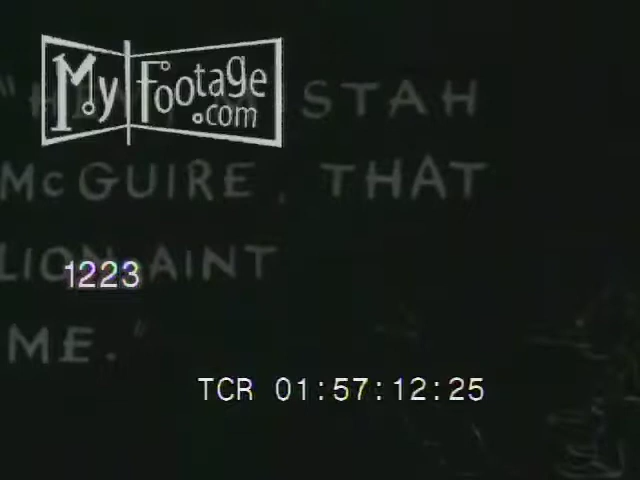 My Footage
.com
STAH
McGUIRE, THAT
LION AINT
1223
ME."
TCR 01:57:12:25